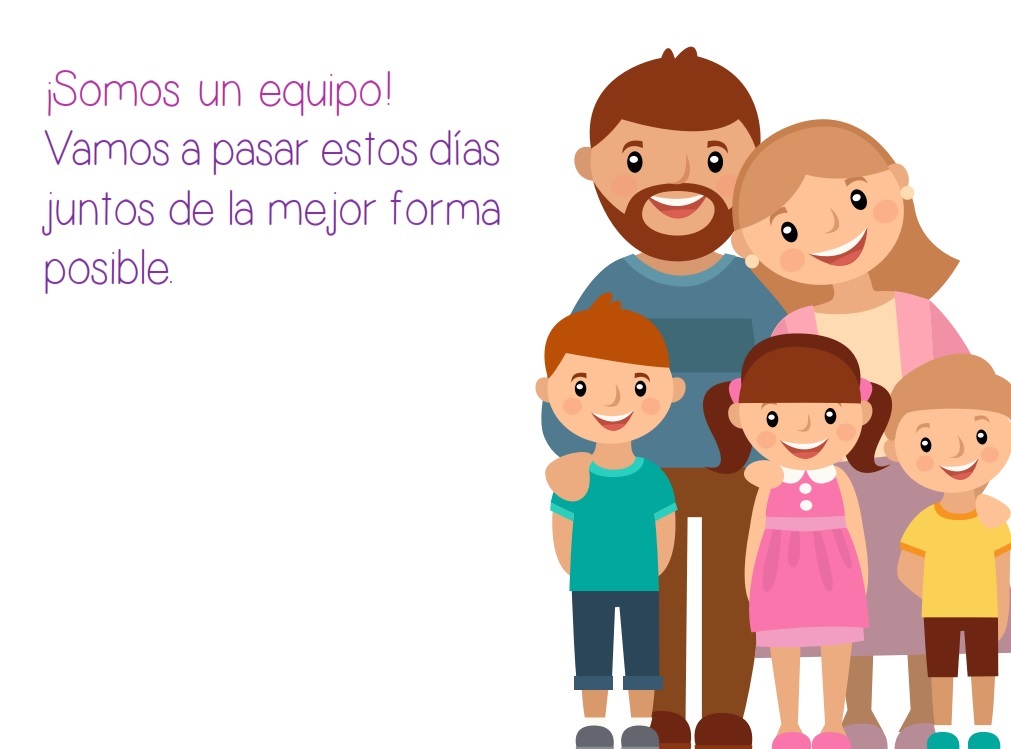 ¡Somos un equipo!
Vamos a pasar estos días
juntos de la mejor forma
posible.